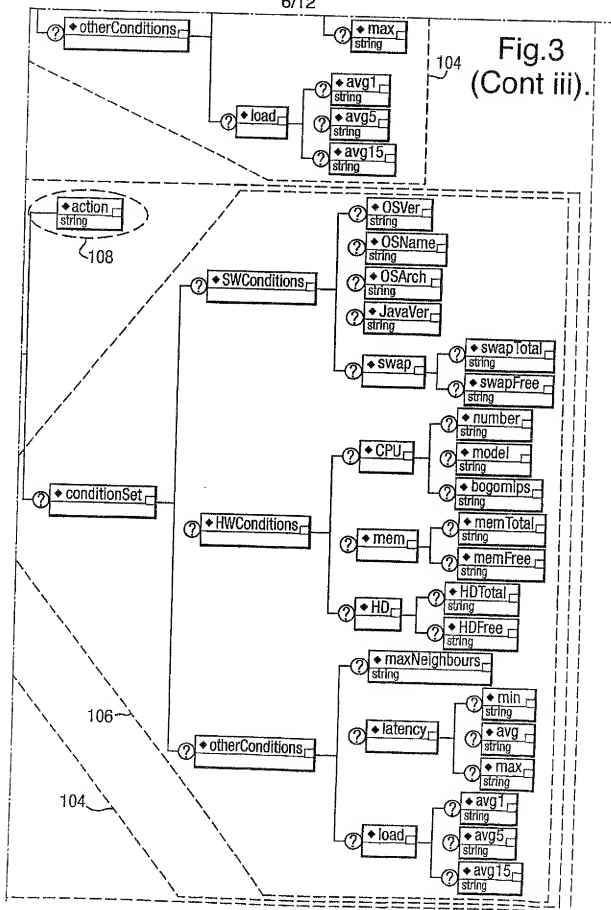 6/12
Fig.3
(Cont iii).
? ◆ otherConditions
? ◆ max
string
104
? ◆ load
? ◆ avg1
string
? ◆ avg5
string
? ◆ avg15
string
◆ action
string
108
? ◆ conditionSet
? ◆ SWConditions
? ◆ OSVer
string
? ◆ OSName
string
? ◆ OSArch
string
? ◆ JavaVer
string
? ◆ swap
? ◆ swapTotal
string
? ◆ swapFree
string
? ◆ HWConditions
? ◆ CPU
? ◆ number
string
? ◆ model
string
? ◆ bogomips
string
? ◆ mem
? ◆ memTotal
string
? ◆ memFree
string
? ◆ HD
? ◆ HDTotal
string
? ◆ HDFree
string
? ◆ otherConditions
? ◆ maxNeighbours
string
? ◆ latency
? ◆ min
string
? ◆ avg
string
? ◆ max
string
? ◆ load
? ◆ avg1
string
? ◆ avg5
string
? ◆ avg15
string
106
104